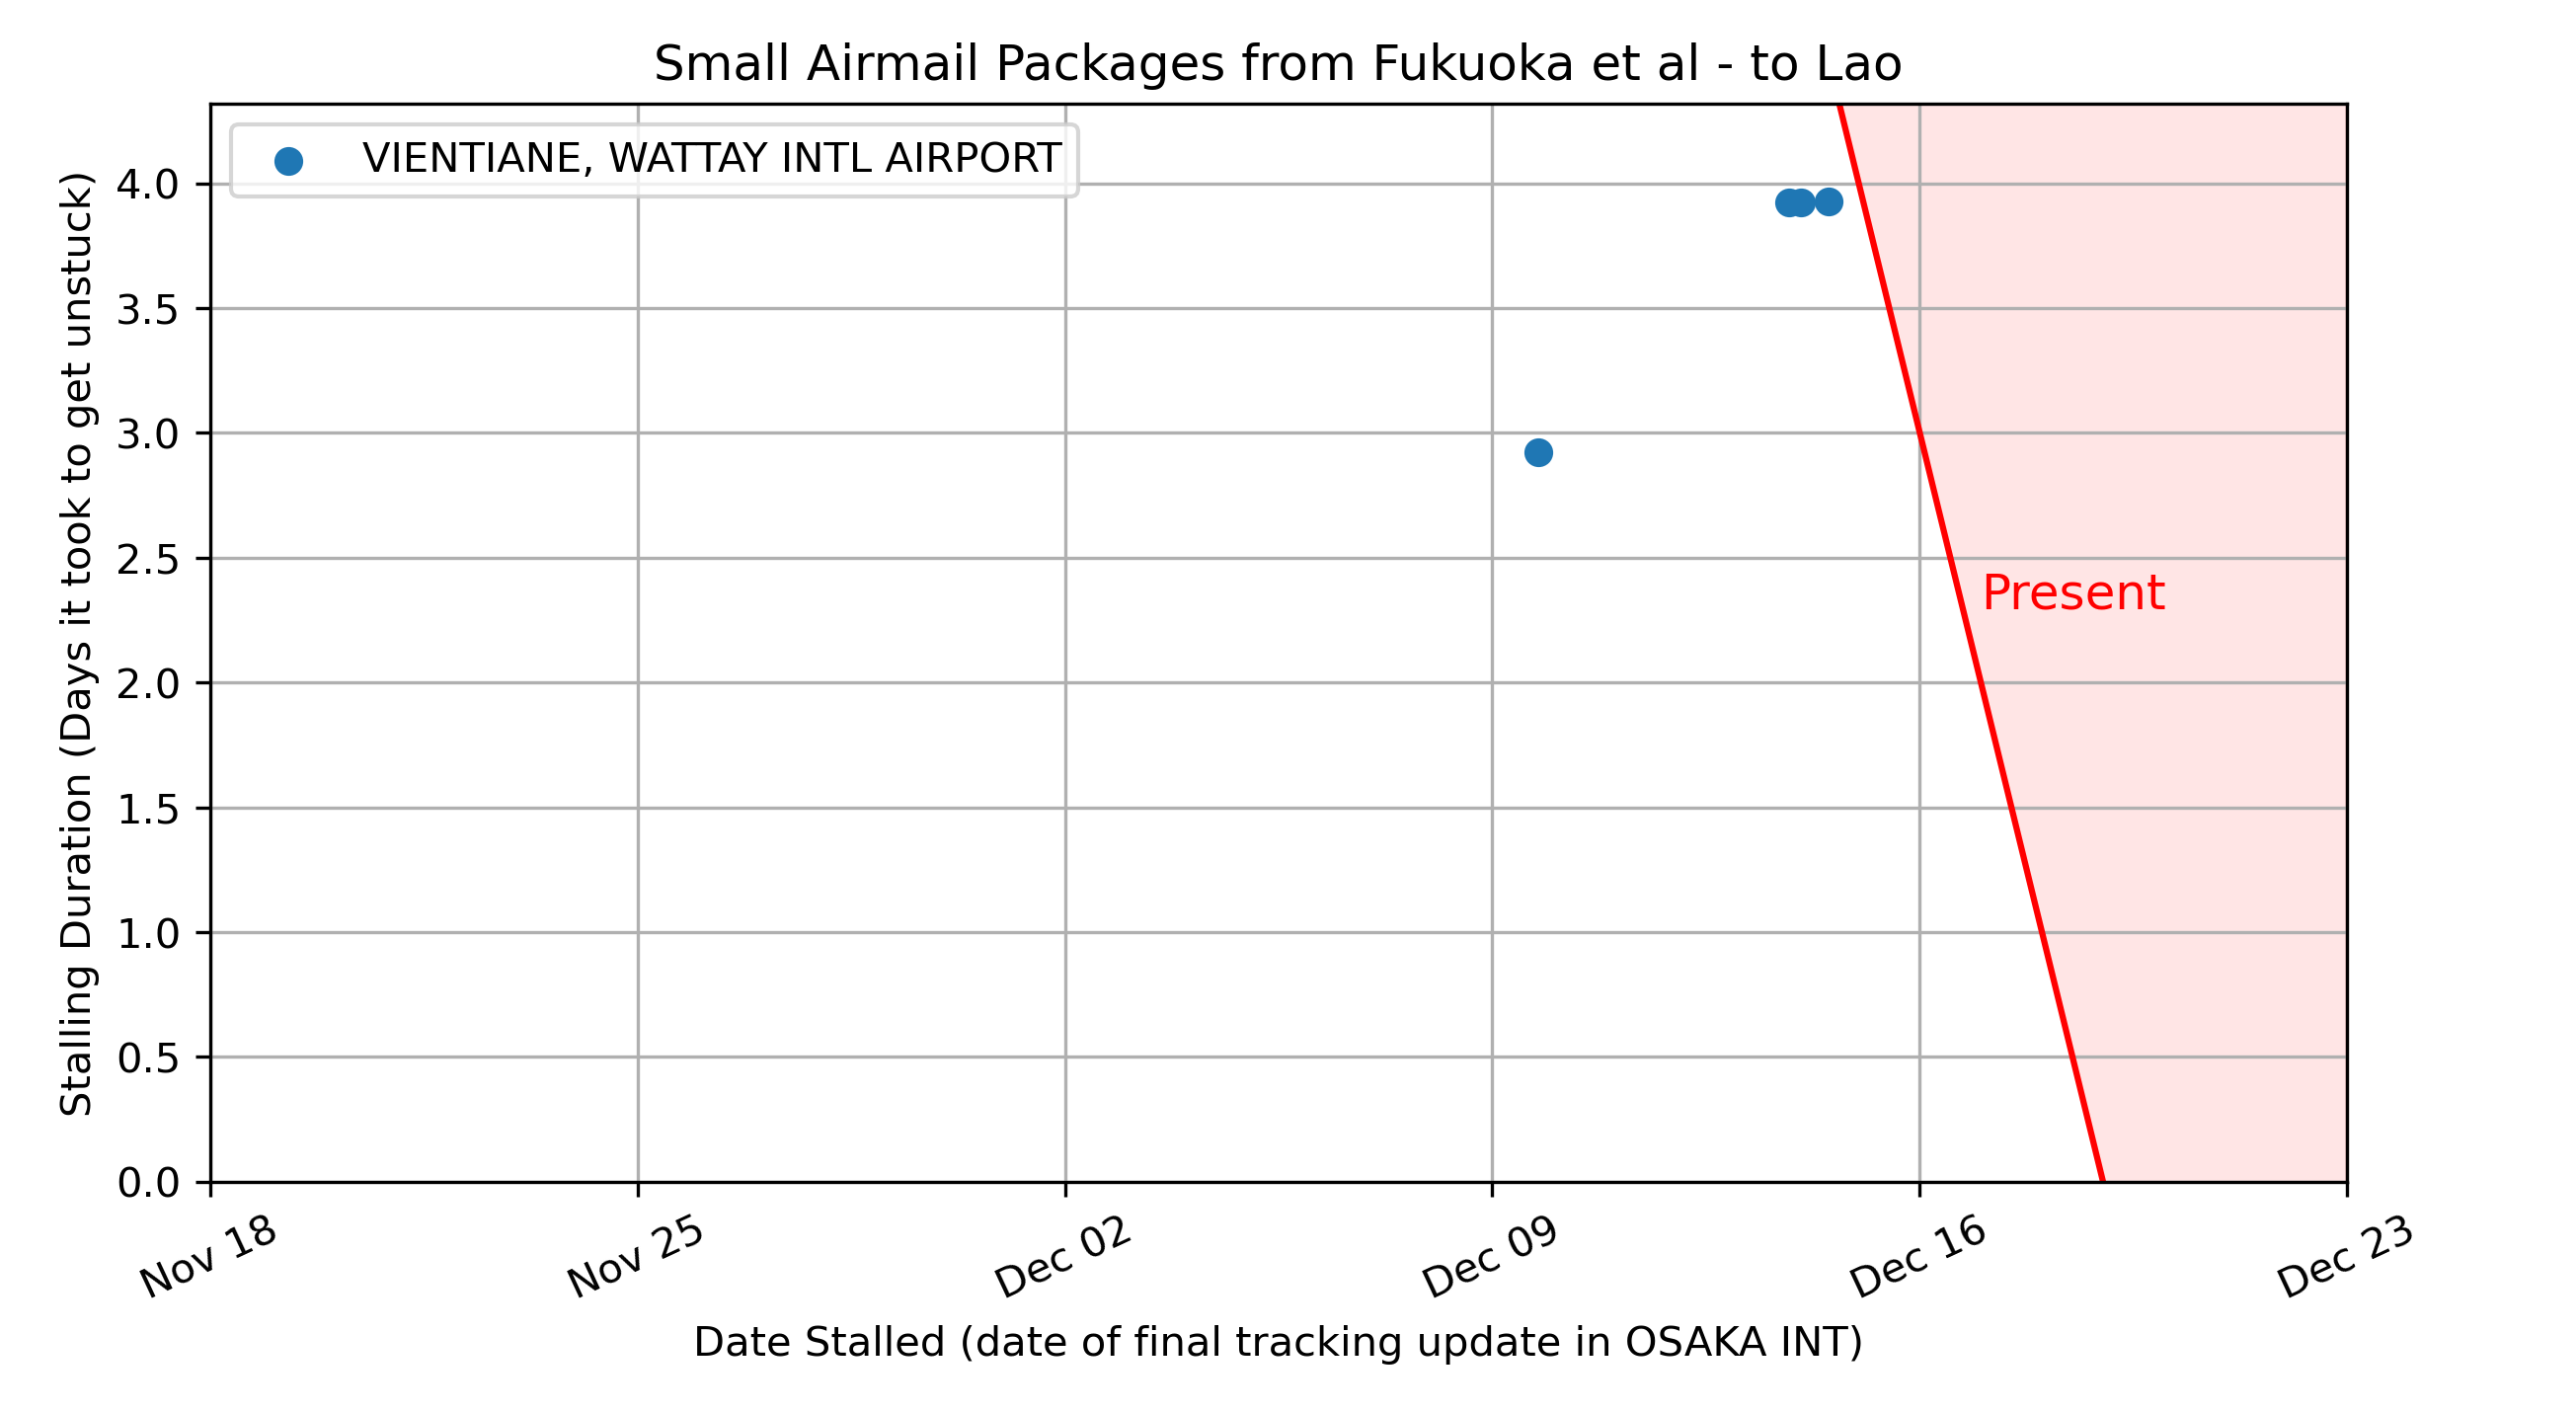 Small Airmail Packages from Fukuoka et al - to Lao
VIENTIANE, WATTAY INTL AIRPORT
Stalling Duration (Days it took to get unstuck)
4.0
3.5
3.0
2.5
2.0
1.5
1.0
0.5
0.0
Present
Nov 18
Nov 25
Dec 02
Dec 09
Dec 16
Dec 23
Date Stalled (date of final tracking update in OSAKA INT)